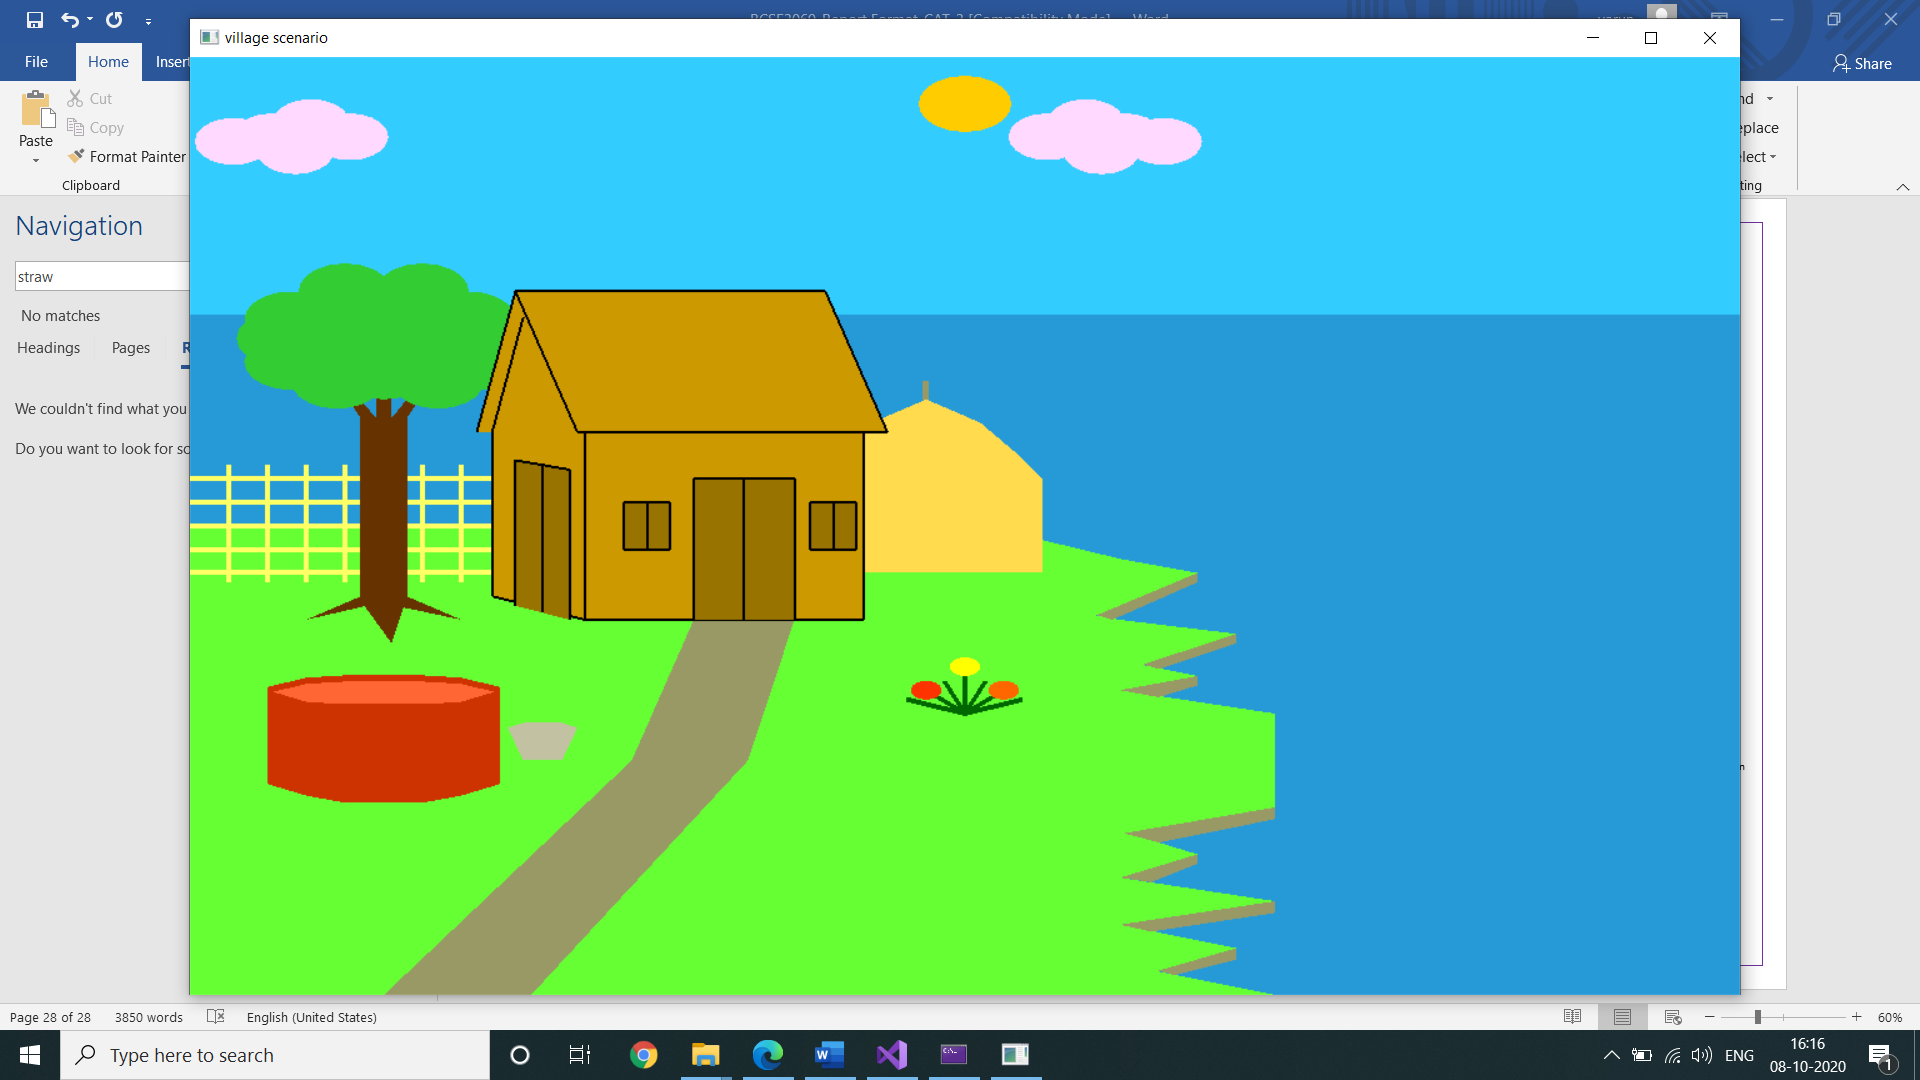 village scenario
File
Home
Inser
Share
Paste
Cut
Copy
Format Painter
Clipboard
nd
eplace
elect
ting
Navigation
straw
No matches
Headings
Pages
R
We couldn't find what you
Do you want to look for so
Page 28 of 28
3850 words
English (United States)
60%
Type here to search
ENG
16:16
08-10-2020
1